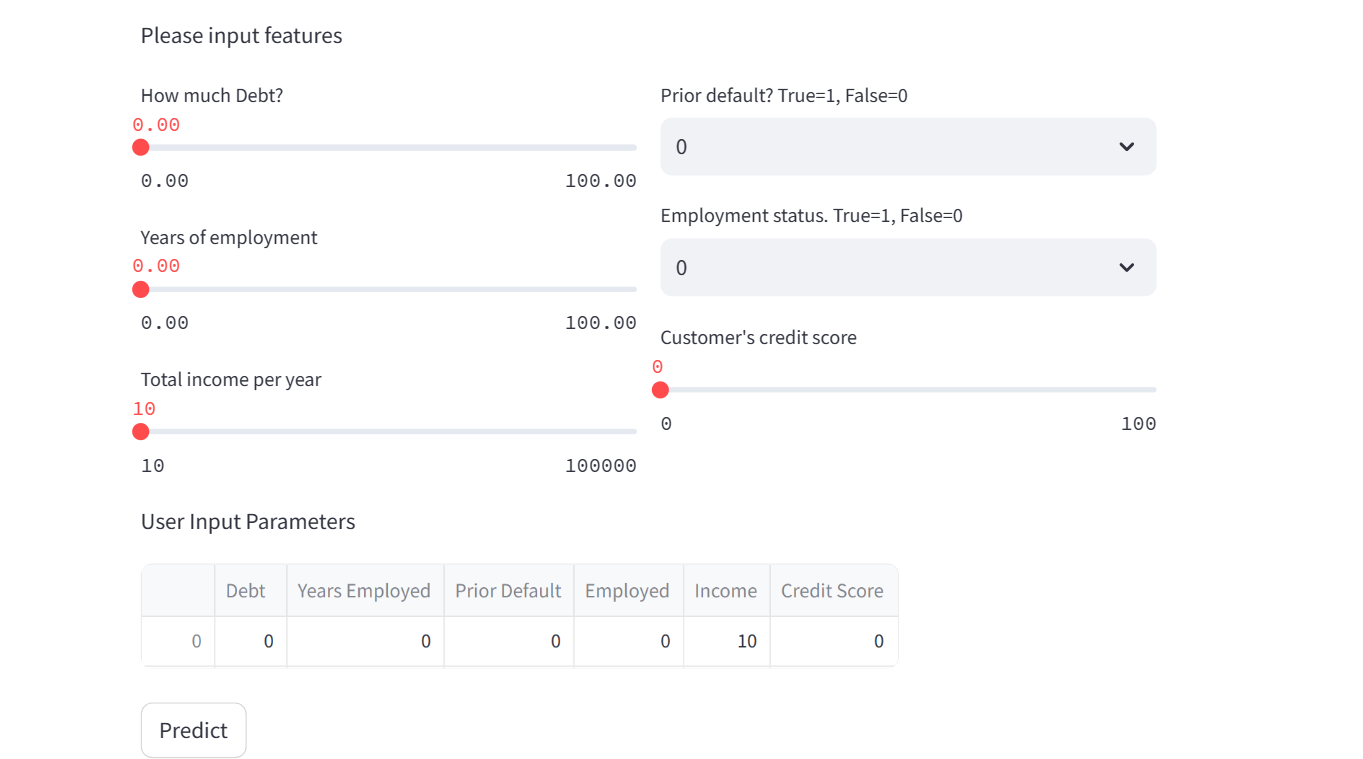 Please input features
How much Debt?
0.00
0.00 100.00
Years of employment
0.00
0.00 100.00
Total income per year
10
10 100000
Prior default? True=1, False=0
0
Employment status. True=1, False=0
0
Customer's credit score
0
0 100
User Input Parameters
Debt Years Employed Prior Default Employed Income Credit Score
0 0 0 0 0 10 0
Predict